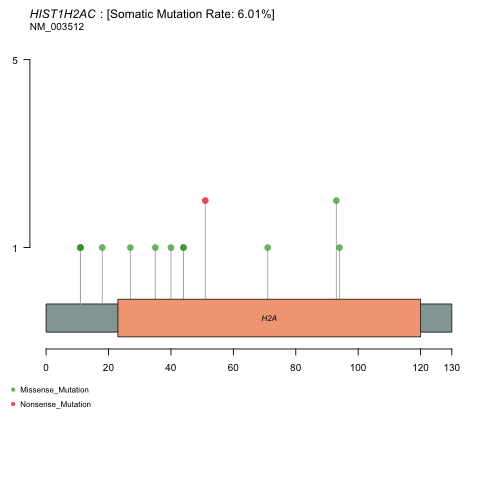 HIST1H2AC : [Somatic Mutation Rate: 6.01%]
NM_003512
5
1
H2A
0 20 40 60 80 100 120 130
Missense_Mutation
Nonsense_Mutation